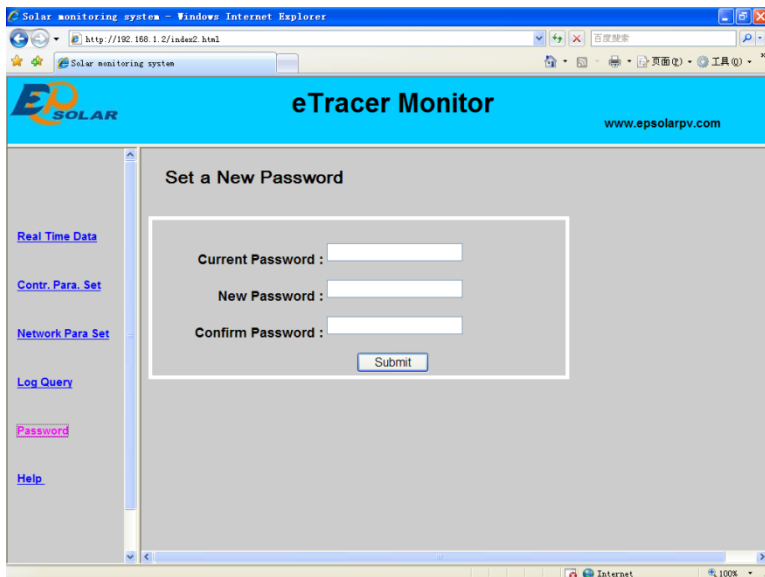 Solar monitoring system - Windows Internet Explorer
http://192.168.1.2/index2.html
百度搜索
Solar monitoring system
页面(P)
工具(O)
EP SOLAR
eTracer Monitor
www.epsolarpv.com
Set a New Password
Real Time Data
Contr. Para. Set
Network Para Set
Log Query
Password
Help
Current Password :
New Password :
Confirm Password :
Submit
Internet
100%